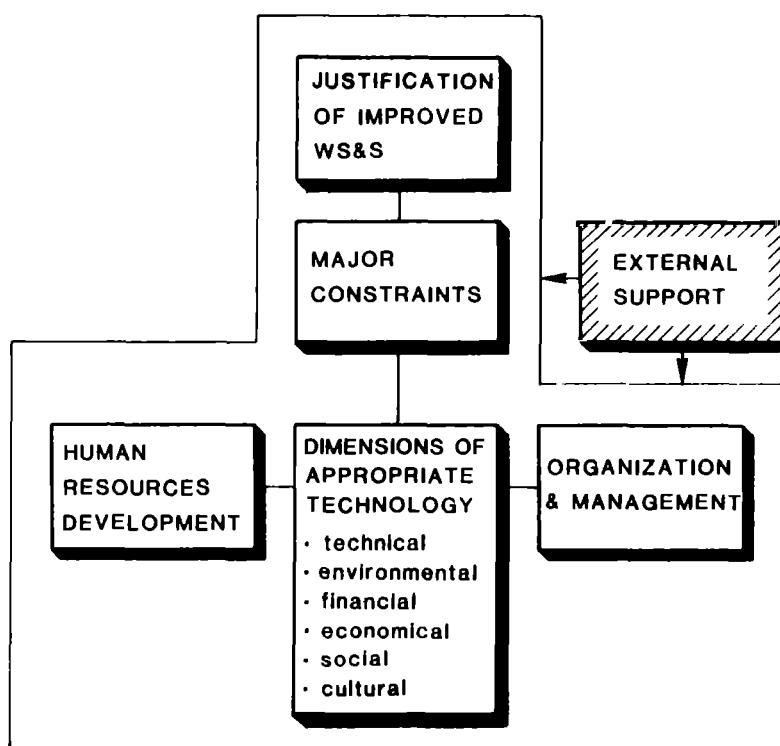 JUSTIFICATION
OF IMPROVED
WS&S
MAJOR
CONSTRAINTS
EXTERNAL
SUPPORT
HUMAN
RESOURCES
DEVELOPMENT
DIMENSIONS OF
APPROPRIATE
TECHNOLOGY
· technical
· environmental
· financial
· economical
· social
· cultural
ORGANIZATION
& MANAGEMENT